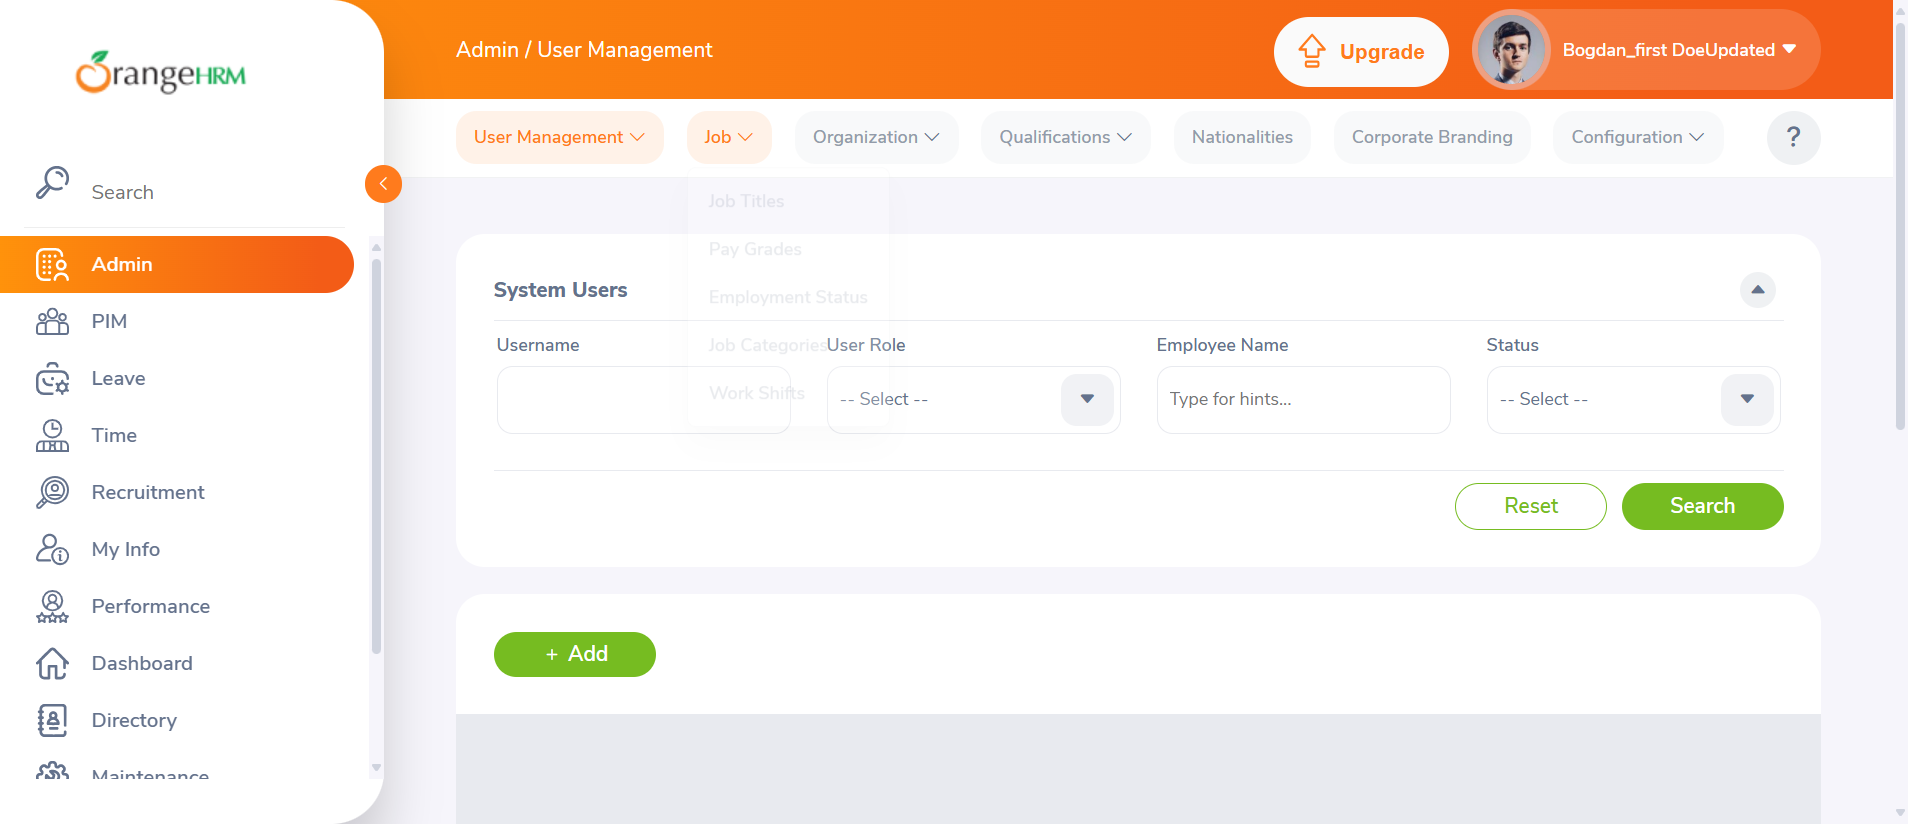 OrangeHRM
Admin / User Management
Upgrade
Bogdan_first DoeUpdated
User Management
Job
Organization
Qualifications
Nationalities
Corporate Branding
Configuration
?
Search
Admin
PIM
Leave
Time
Recruitment
My Info
Performance
Dashboard
Directory
Maintenance
Job Titles
Pay Grades
Employment Status
Job Categories
Work Shifts
System Users
Username
User Role
Employee Name
Status
-- Select --
Type for hints...
-- Select --
Reset
Search
+ Add